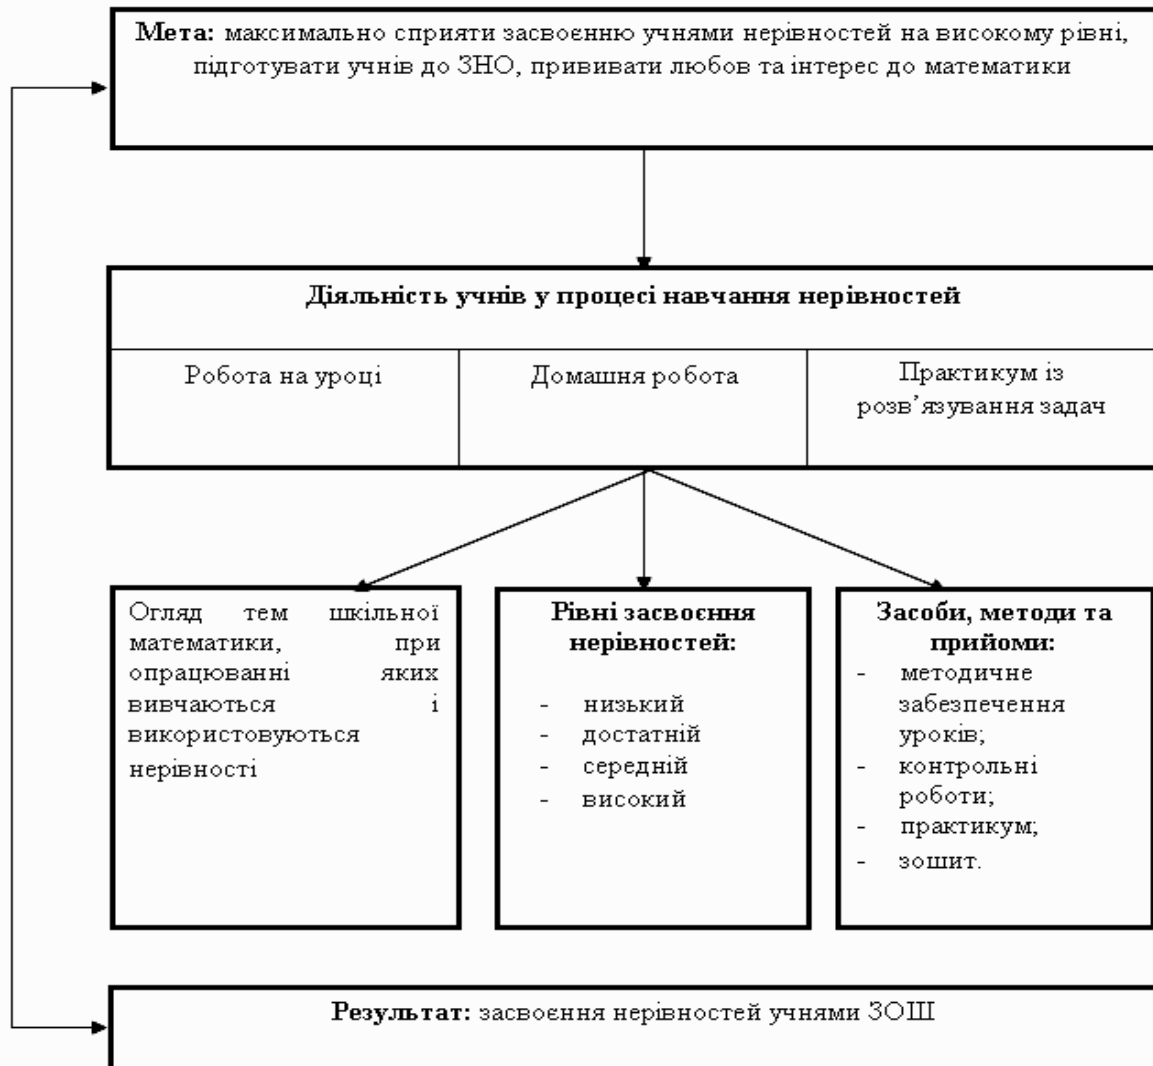 Мета: максимально сприяти засвоєнню учнями нерівностей на високому рівні,
підготувати учнів до ЗНО, прививати любов та інтерес до математики
Діяльність учнів у процесі навчання нерівностей
Робота на уроці
Домашня робота
Практикум із
розв’язування задач
Огляд тем шкільної
математики, при
опрацюванні яких
вивчаються і
використовуються
нерівності
Рівні засвоєння
нерівностей:
- низький
- достатній
- середній
- високий
Засоби, методи та
прийоми:
- методичне
забезпечення
уроків;
- контрольні
роботи;
- практикум;
- зошит.
Результат: засвоєння нерівностей учнями ЗОШ